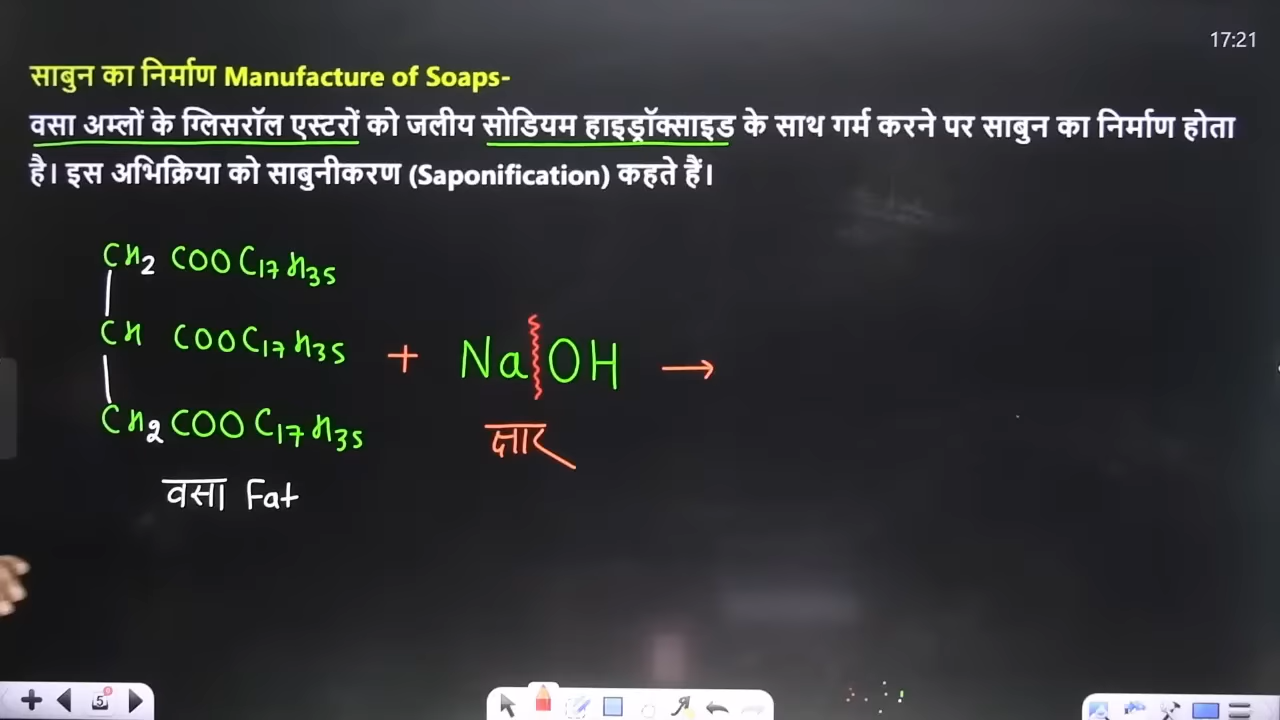 17:21
साबुन का निर्माण Manufacture of Soaps-
वसा अम्लों के ग्लिसरॉल एस्टरों को जलीय सोडियम हाइड्रॉक्साइड के साथ गर्म करने पर साबुन का निर्माण होता
है। इस अभिक्रिया को साबुनीकरण (Saponification) कहते हैं।
CH2 COOC17H35
CH COOC17H35 + NaOH →
CH2 COOC17H35
क्षार
वसा Fat
5